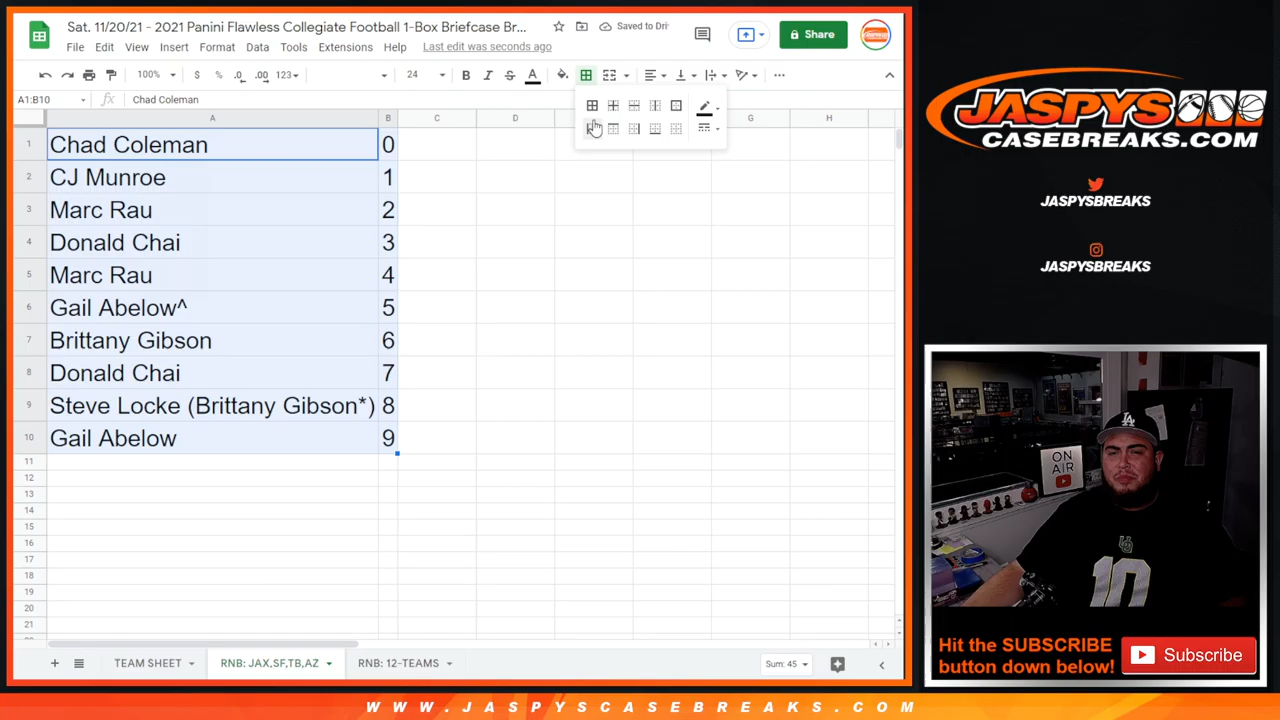 Sat. 11/20/21 - 2021 Panini Flawless Collegiate Football 1-Box Briefcase Br...
Saved to Dri
Share
File Edit View Insert Format Data Tools Extensions Help Last edit was seconds ago
100% $ % .0 .00 123 24 B I S A
A1:B10 fx Chad Coleman
A B C D E F G H
1 Chad Coleman 0
2 CJ Munroe 1
3 Marc Rau 2
4 Donald Chai 3
5 Marc Rau 4
6 Gail Abelow^ 5
7 Brittany Gibson 6
8 Donald Chai 7
9 Steve Locke (Brittany Gibson*) 8
10 Gail Abelow 9
11
12
13
14
15
16
17
18
19
20
21
TEAM SHEET RNB: JAX,SF,TB,AZ RNB: 12-TEAMS Sum: 45
JASPYS
CASEBREAKS.COM
JASPYSBREAKS
JASPYSBREAKS
LA
ON
AIR
10
Hit the SUBSCRIBE
button down below!
Subscribe
WWW.JASPYSCASEBREAKS.COM